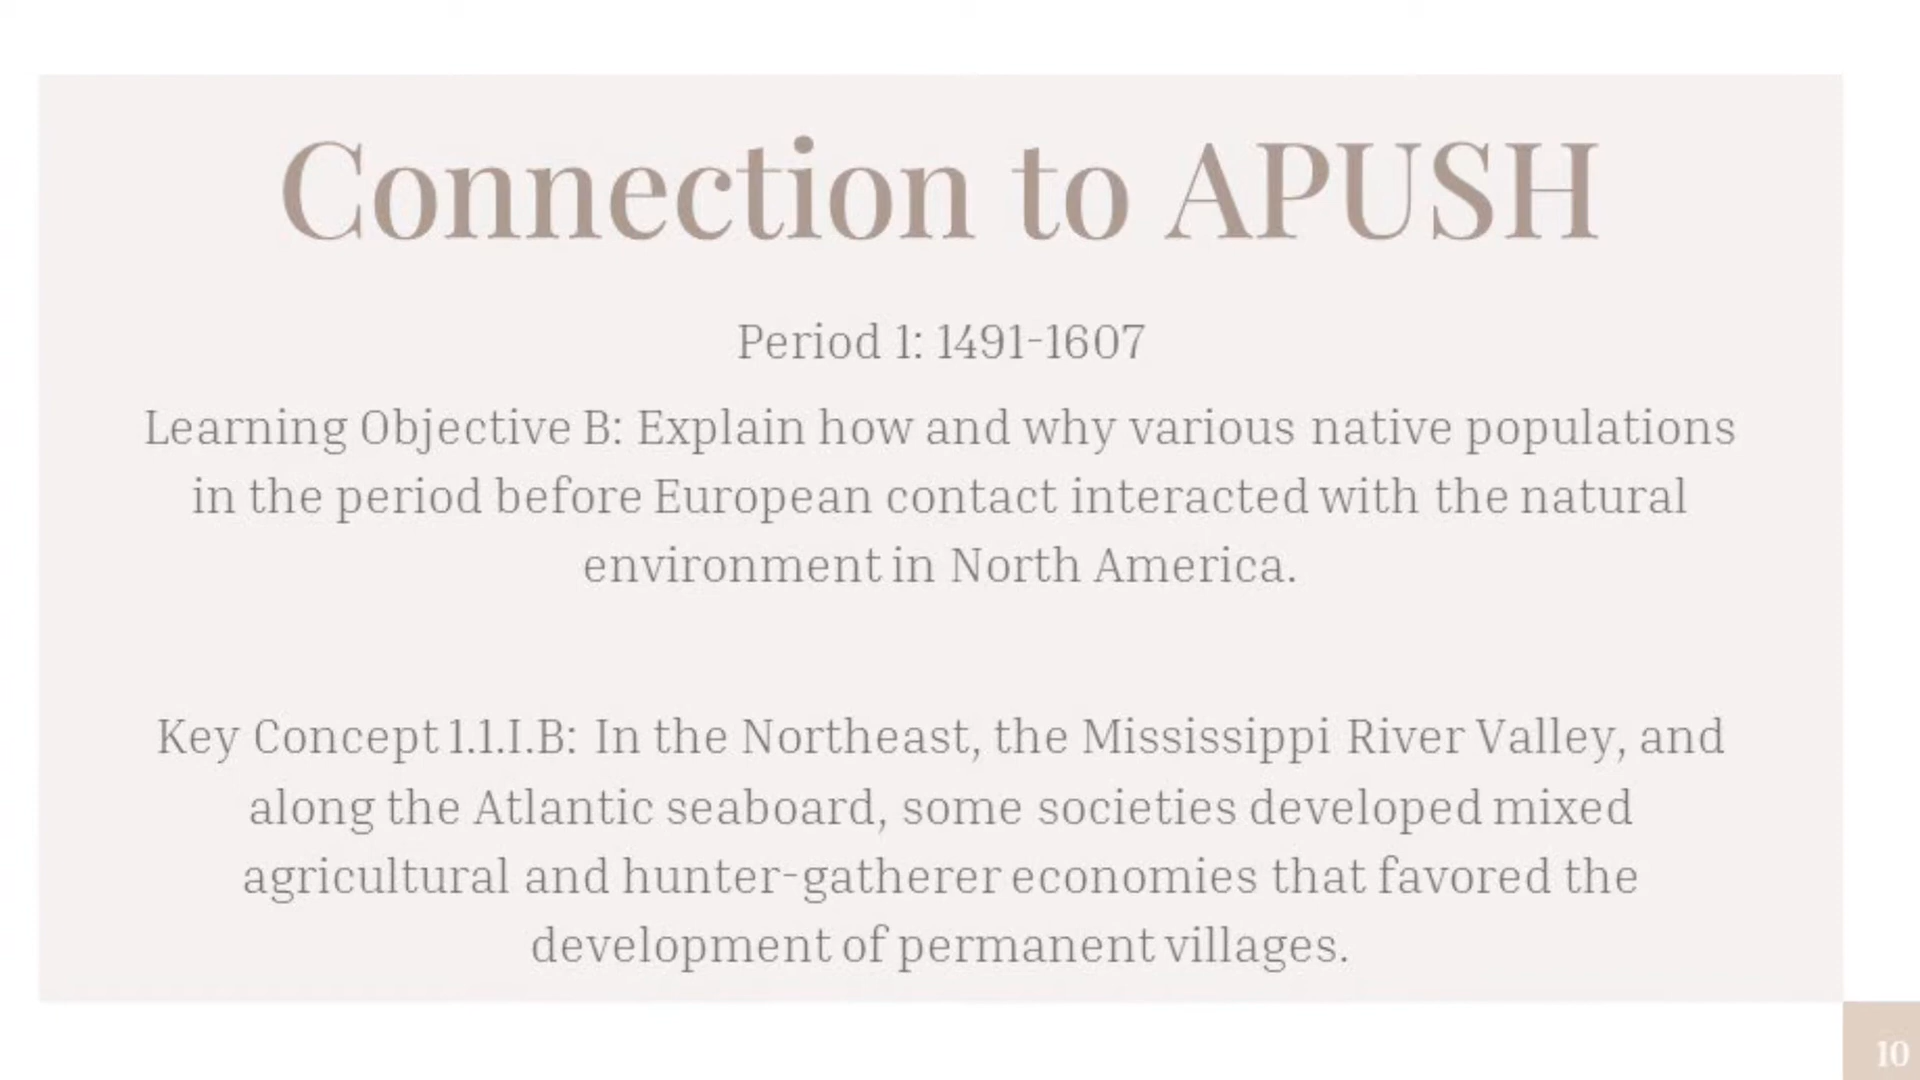 Connection to APUSH
Period 1: 1491-1607
Learning Objective B: Explain how and why various native populations
in the period before European contact interacted with the natural
environment in North America.
Key Concept 1.1.I.B: In the Northeast, the Mississippi River Valley, and
along the Atlantic seaboard, some societies developed mixed
agricultural and hunter-gatherer economies that favored the
development of permanent villages.
10